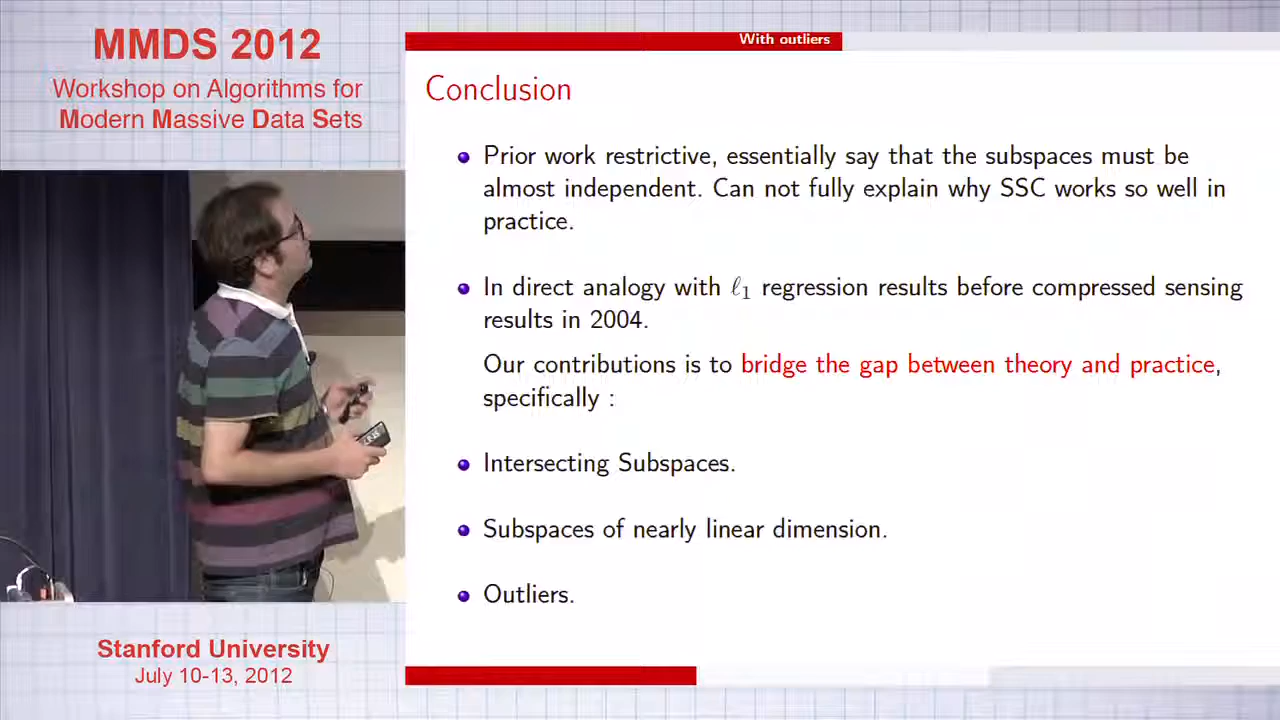 MMDS 2012
Workshop on Algorithms for
Modern Massive Data Sets
With outliers
Conclusion
Prior work restrictive, essentially say that the subspaces must be
almost independent. Can not fully explain why SSC works so well in
practice.
In direct analogy with ℓ1 regression results before compressed sensing
results in 2004.
Our contributions is to bridge the gap between theory and practice,
specifically :
Intersecting Subspaces.
Subspaces of nearly linear dimension.
Outliers.
Stanford University
July 10-13, 2012